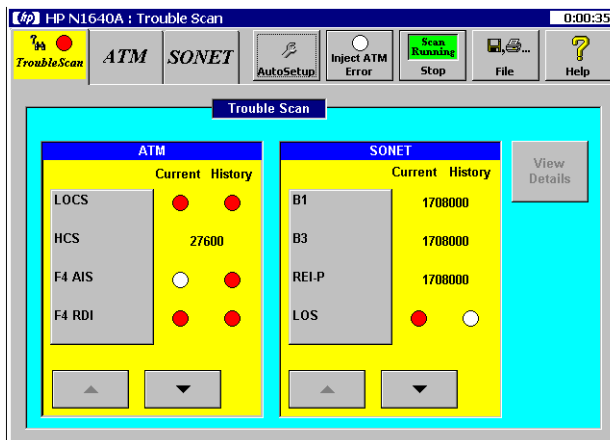 hp HP N1640A : Trouble Scan 0:00:35
? TroubleScan ATM SONET AutoSetup Inject ATM Error Scan Running Stop File ? Help
Trouble Scan
ATM
Current History
LOCS
HCS 27600
F4 AIS
F4 RDI
SONET
Current History
B1 1708000
B3 1708000
REI-P 1708000
LOS
View
Details